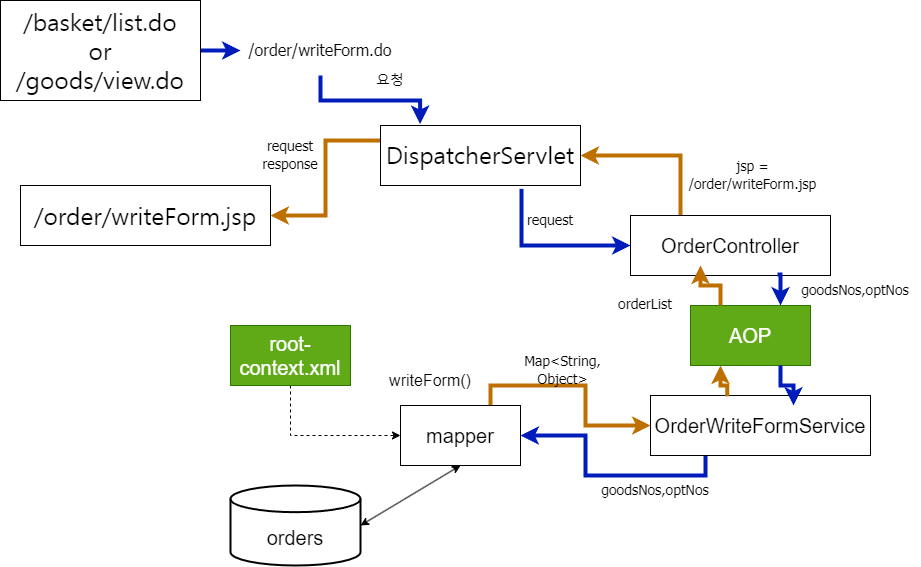 /basket/list.do
or
/goods/view.do
/order/writeForm.do
요청
request
response
DispatcherServlet
jsp =
/order/writeForm.jsp
/order/writeForm.jsp
request
OrderController
orderList
goodsNos,optNos
AOP
root-
context.xml
writeForm()
Map<String,
Object>
mapper
OrderWriteFormService
goodsNos,optNos
orders